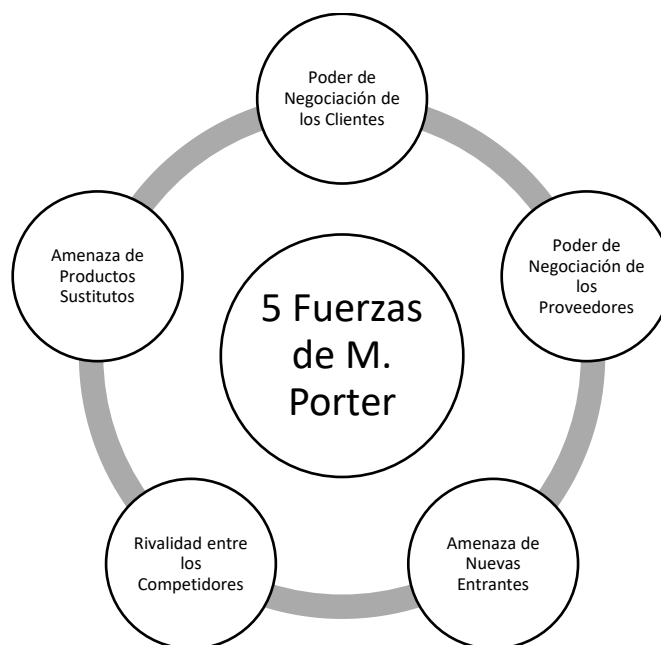 Poder de
Negociación de
los Clientes
Poder de
Negociación de
los
Proveedores
Amenaza de
Nuevas
Entrantes
Rivalidad entre
los
Competidores
Amenaza de
Productos
Sustitutos
5 Fuerzas
de M.
Porter